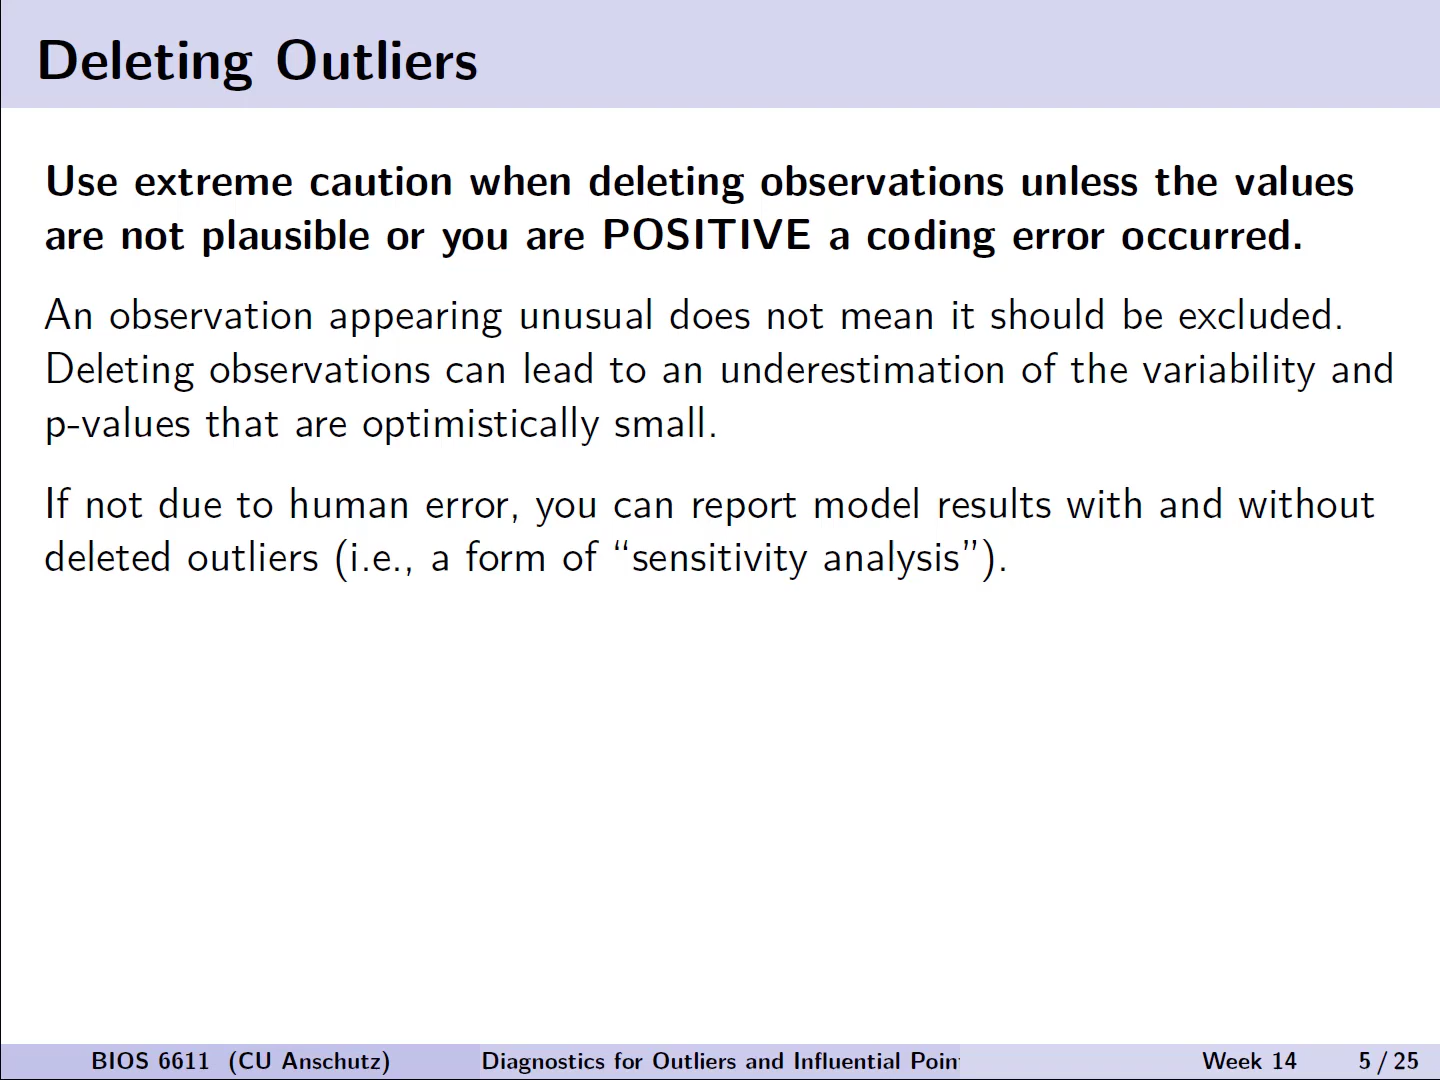 Deleting Outliers
Use extreme caution when deleting observations unless the values
are not plausible or you are POSITIVE a coding error occurred.
An observation appearing unusual does not mean it should be excluded.
Deleting observations can lead to an underestimation of the variability and
p-values that are optimistically small.
If not due to human error, you can report model results with and without
deleted outliers (i.e., a form of “sensitivity analysis”).
BIOS 6611 (CU Anschutz) Diagnostics for Outliers and Influential Poin Week 14 5 / 25